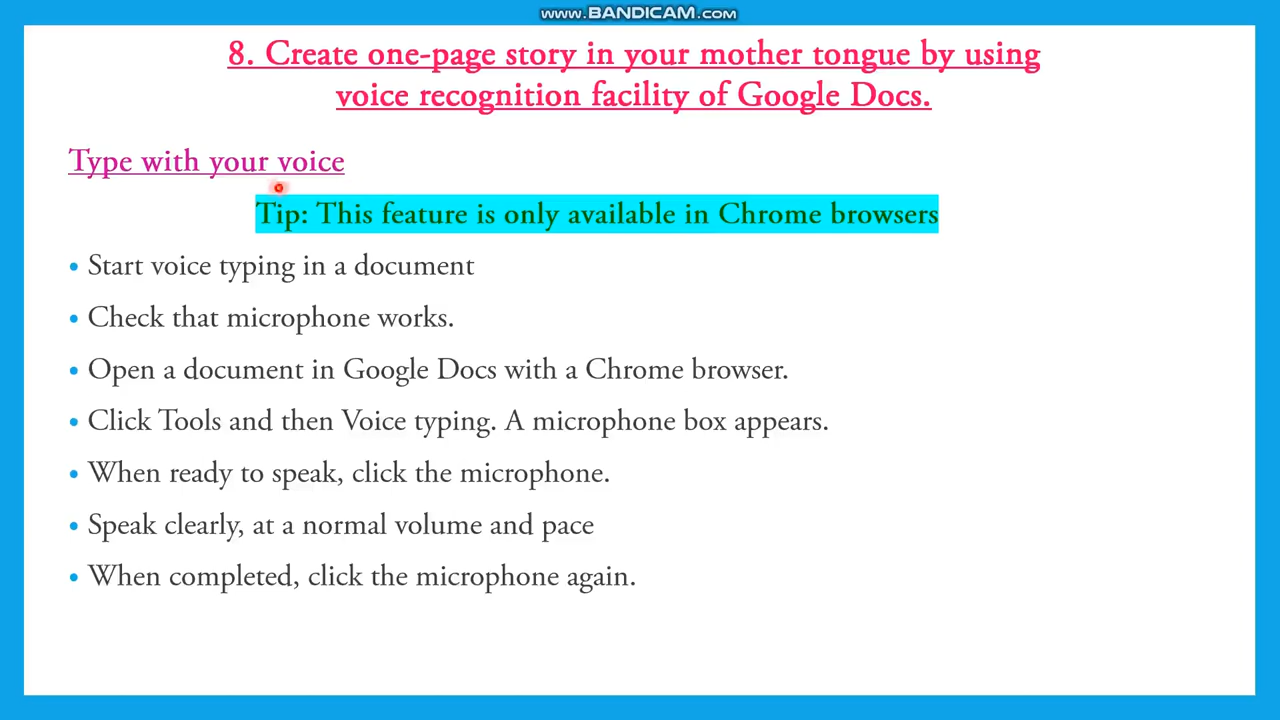 www.BANDICAM.com
8. Create one-page story in your mother tongue by using
voice recognition facility of Google Docs.
Type with your voice
Tip: This feature is only available in Chrome browsers
• Start voice typing in a document
• Check that microphone works.
• Open a document in Google Docs with a Chrome browser.
• Click Tools and then Voice typing. A microphone box appears.
• When ready to speak, click the microphone.
• Speak clearly, at a normal volume and pace
• When completed, click the microphone again.